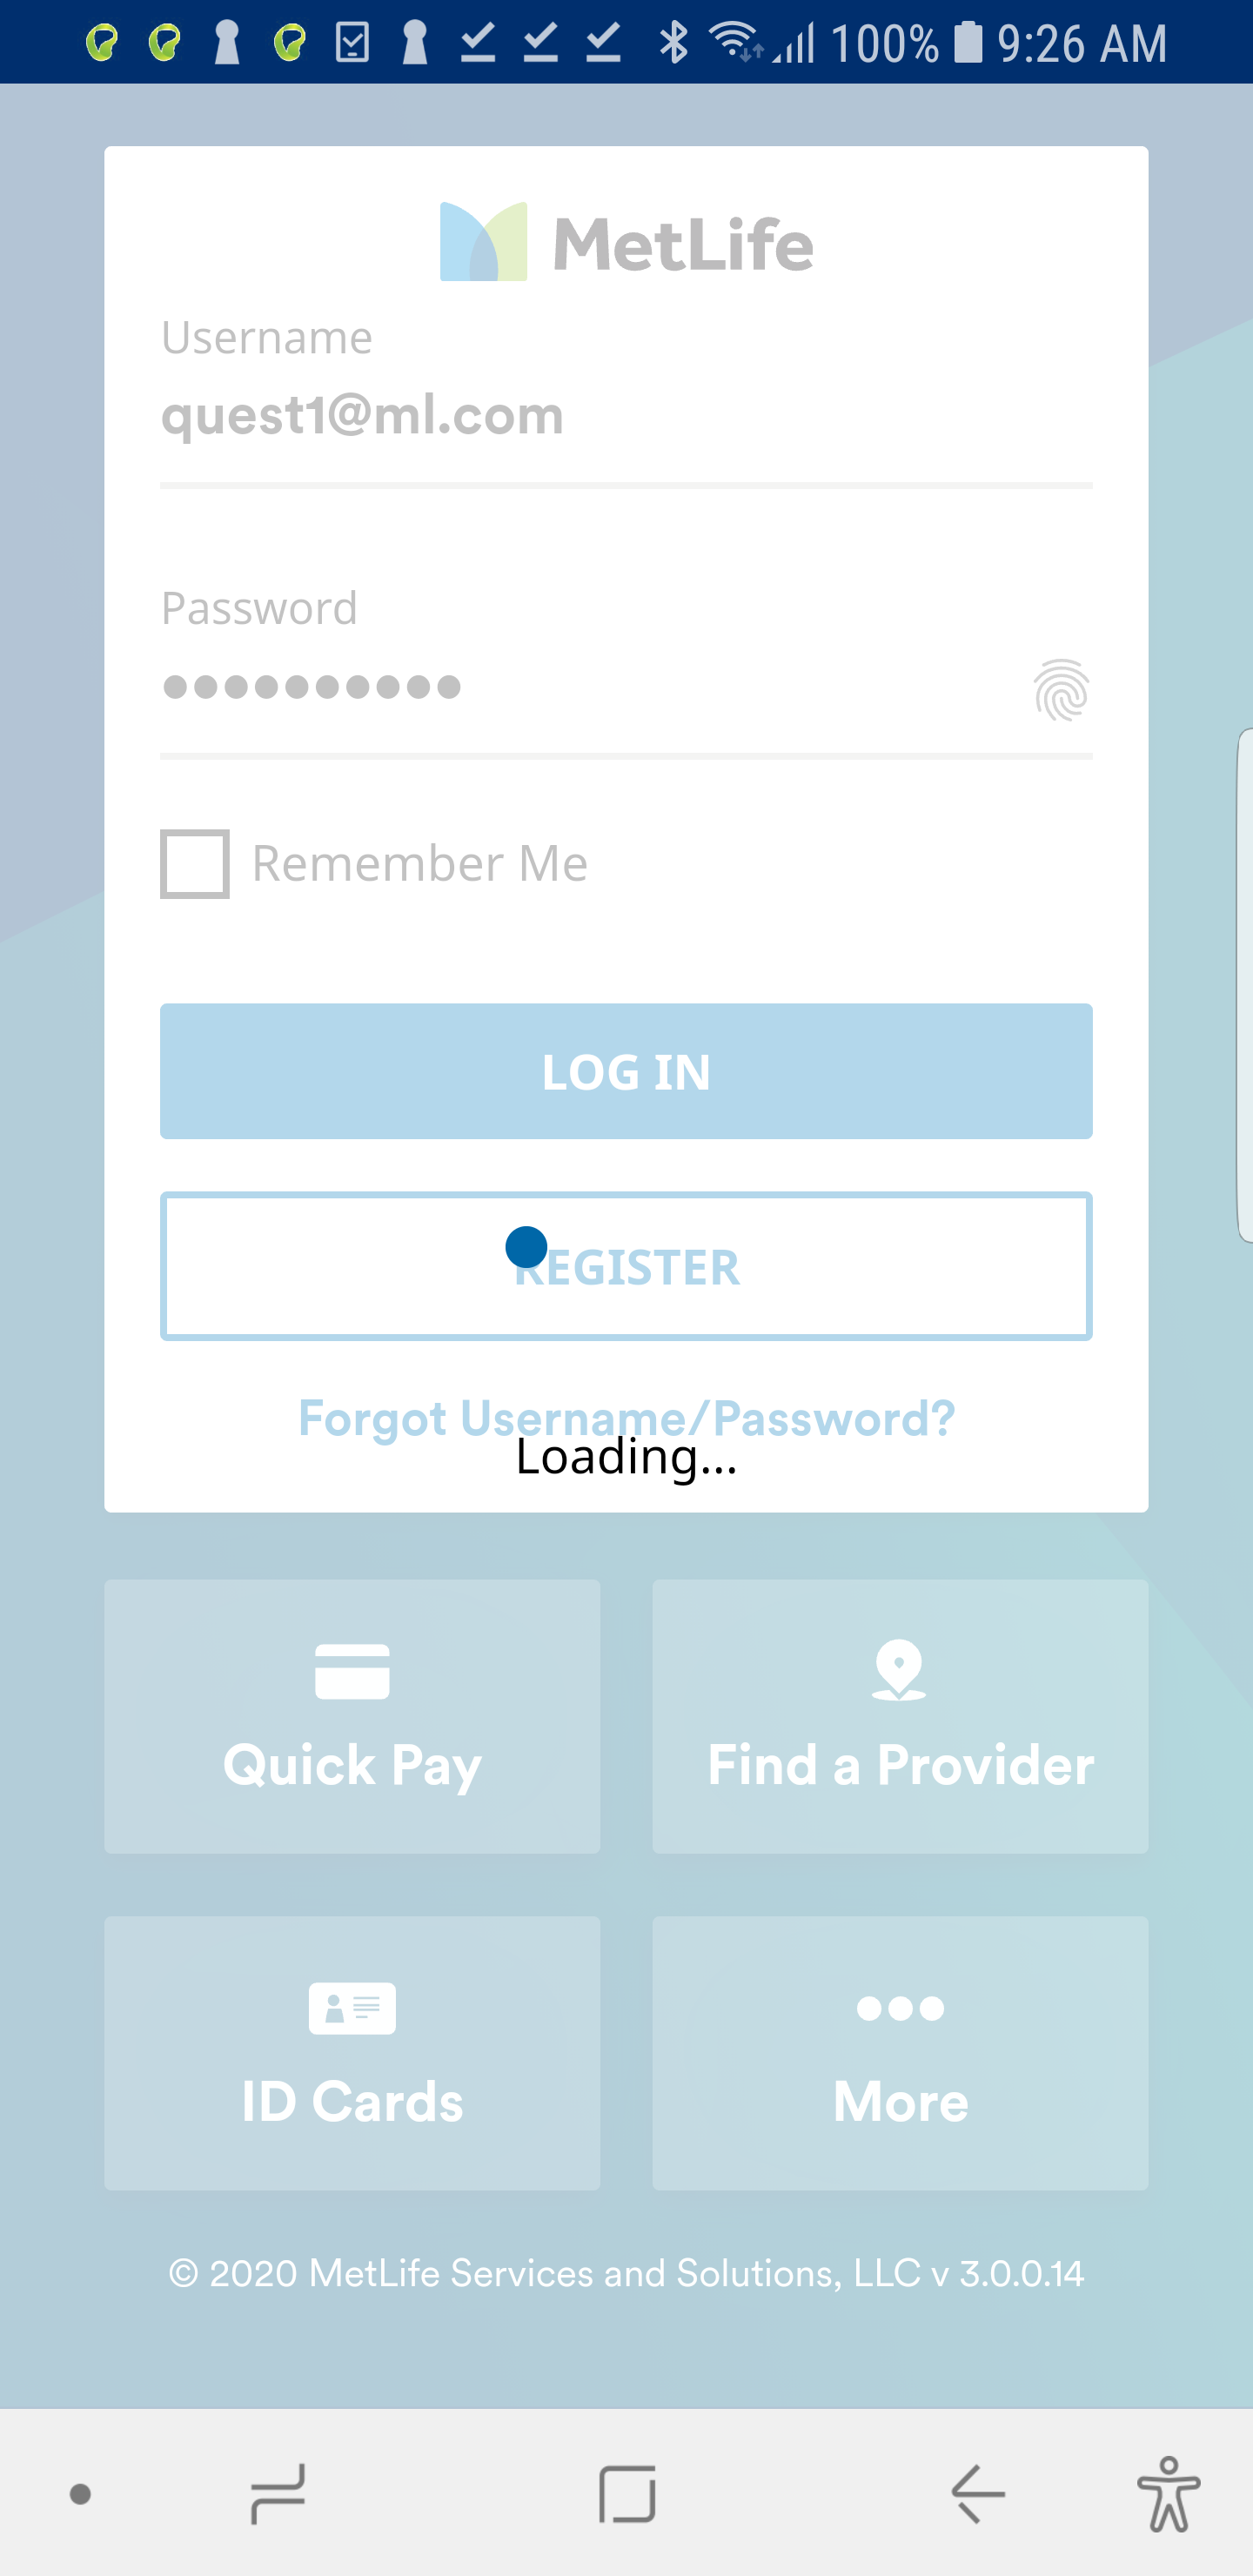 100% 9:26 AM
MetLife
Username
quest1@ml.com
Password
Remember Me
LOG IN
REGISTER
Forgot Username/Password?
Loading...
Quick Pay
Find a Provider
ID Cards
More
© 2020 MetLife Services and Solutions, LLC v 3.0.0.14